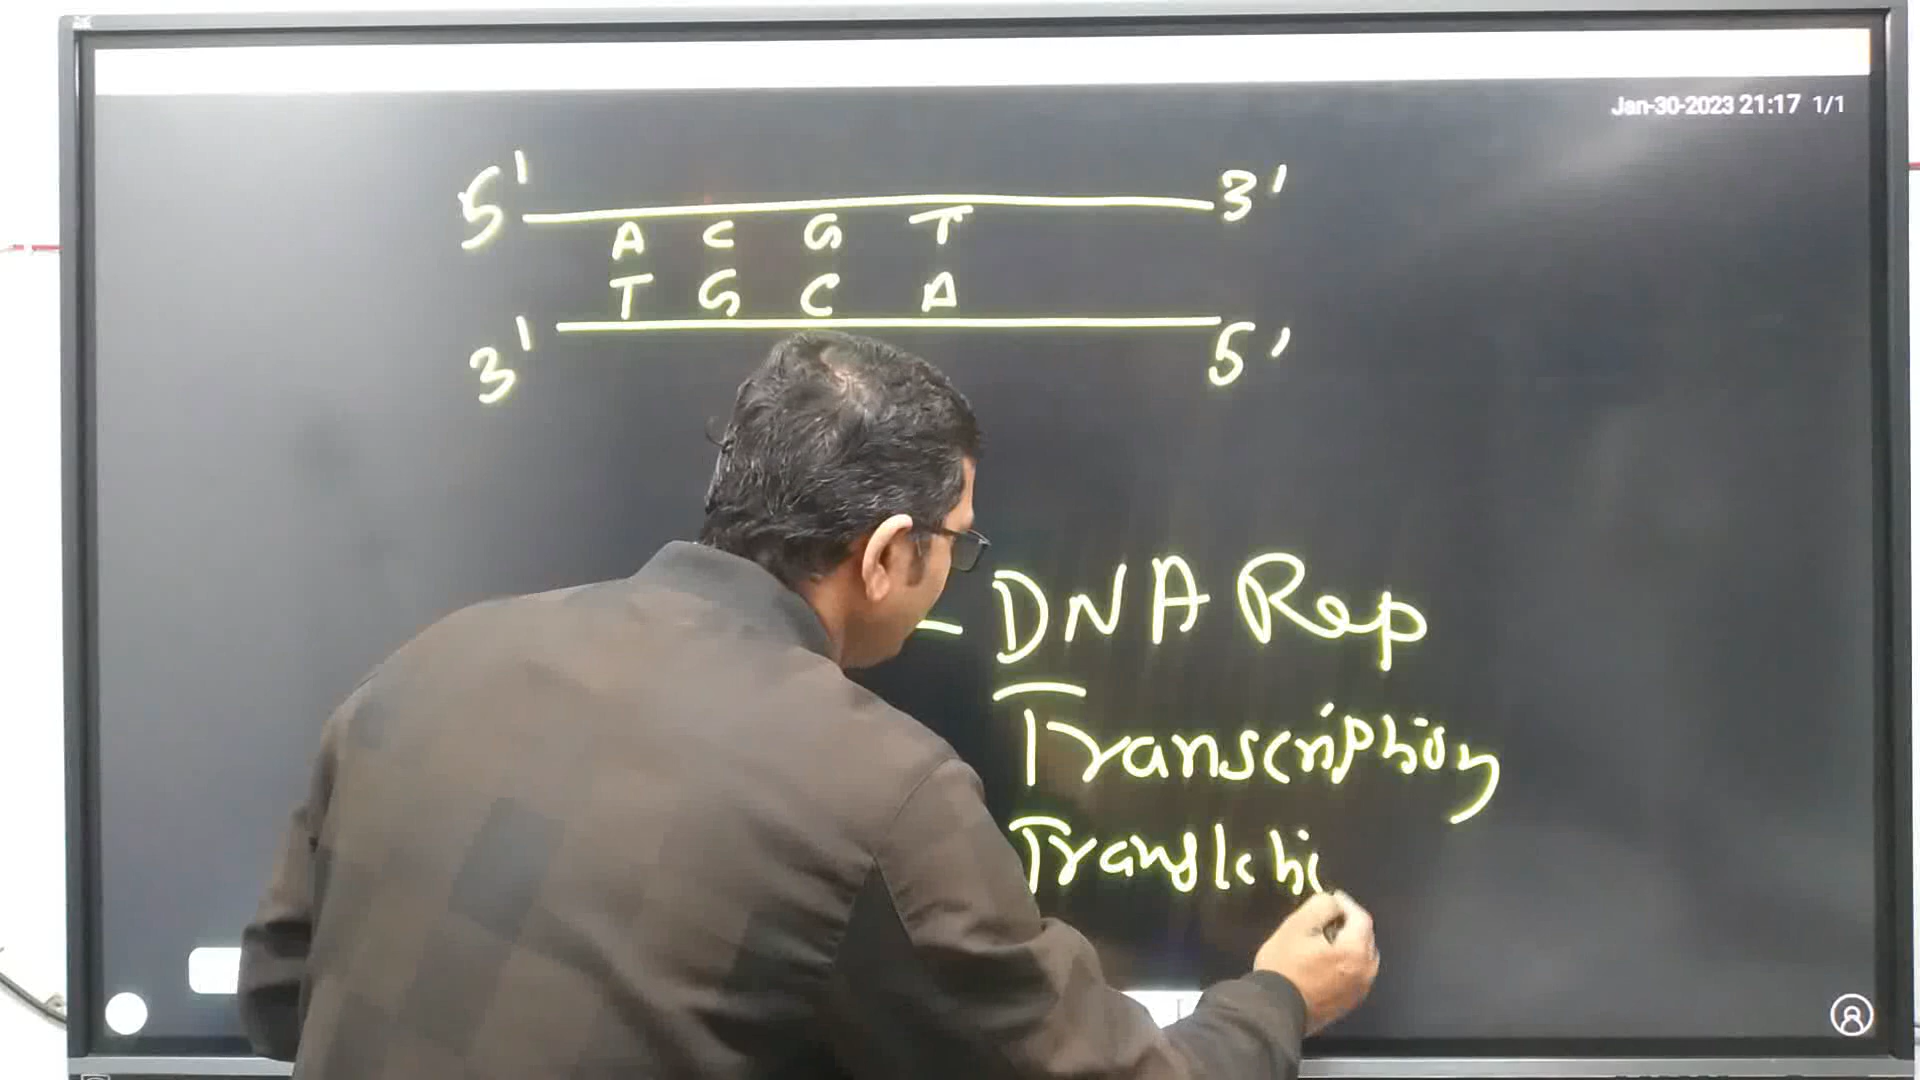 Jan-30-2023 21:17 1/1
5' 3'
A C G T
T G C A
3' 5'
- DNA Rep
Transcription
Translati